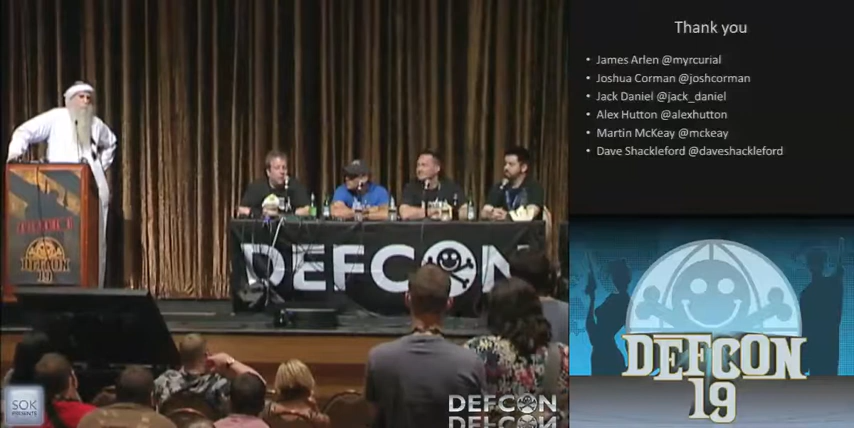 Thank you
• James Arlen @myrcurial
• Joshua Corman @joshcorman
• Jack Daniel @jack_daniel
• Alex Hutton @alexhutton
• Martin McKeay @mckeay
• Dave Shackleford @daveshackleford
DEFCON
19
DEFCON
DEFCON
19
SOK
PRESENTS
DEFCON